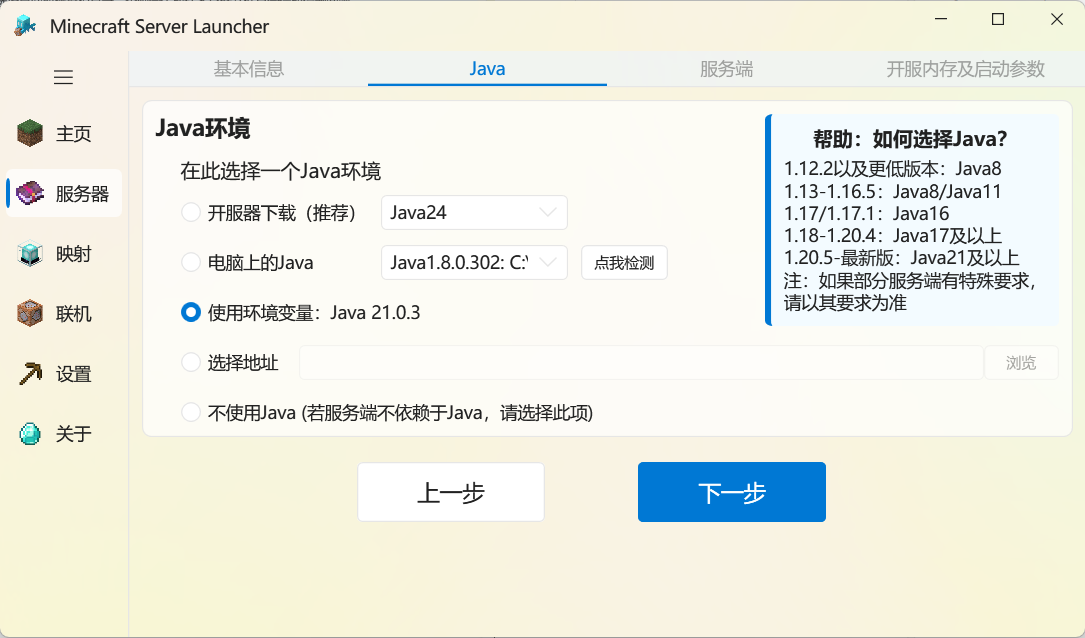 Minecraft Server Launcher
基本信息
Java
服务端
开服内存及启动参数
主页
服务器
映射
联机
设置
关于
Java环境
在此选择一个Java环境
开服器下载（推荐）
Java24
电脑上的Java
Java1.8.0.302: C:\
点我检测
使用环境变量：Java 21.0.3
选择地址
浏览
不使用Java (若服务端不依赖于Java，请选择此项)
帮助：如何选择Java？
1.12.2以及更低版本：Java8
1.13-1.16.5：Java8/Java11
1.17/1.17.1：Java16
1.18-1.20.4：Java17及以上
1.20.5-最新版：Java21及以上
注：如果部分服务端有特殊要求，
请以其要求为准
上一步
下一步